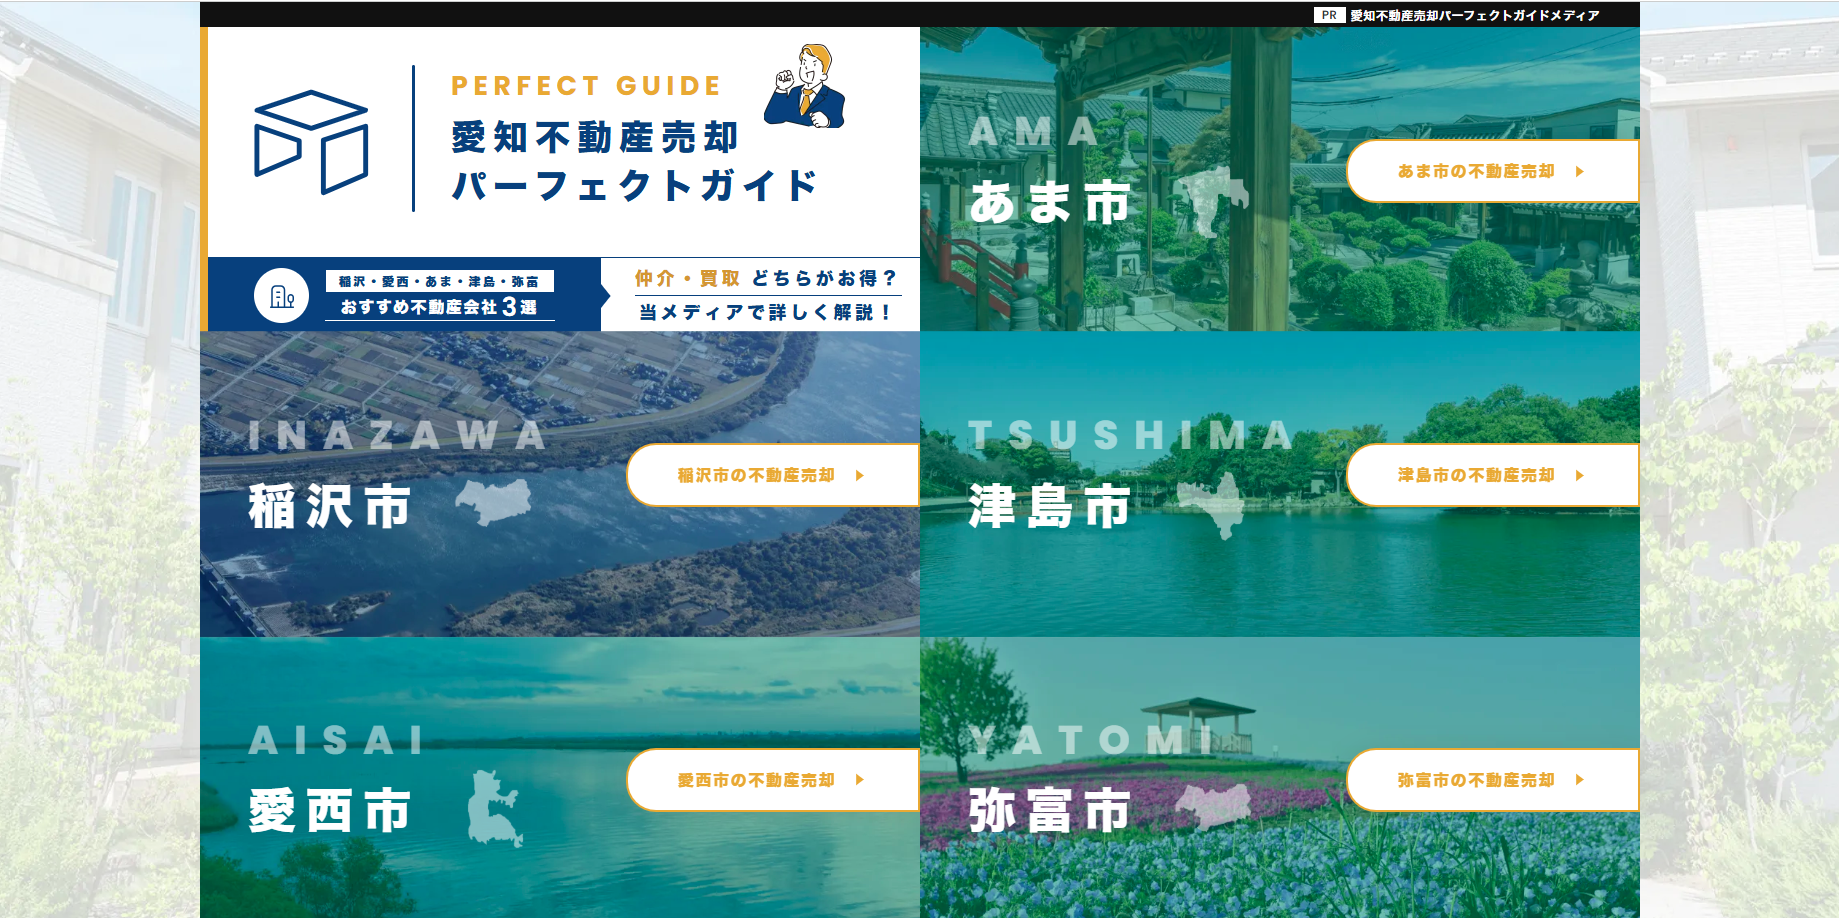 PR 愛知不動産売却パーフェクトガイドメディア
PERFECT GUIDE
愛知不動産売却
パーフェクトガイド
稲沢・愛西・あま・津島・弥富
おすすめ不動産会社3選
仲介・買取 どちらがお得？
当メディアで詳しく解説！
AMA
あま市
あま市の不動産売却
INAZAWA
稲沢市
稲沢市の不動産売却
TSUSHIMA
津島市
津島市の不動産売却
AISAI
愛西市
愛西市の不動産売却
YATOMI
弥富市
弥富市の不動産売却